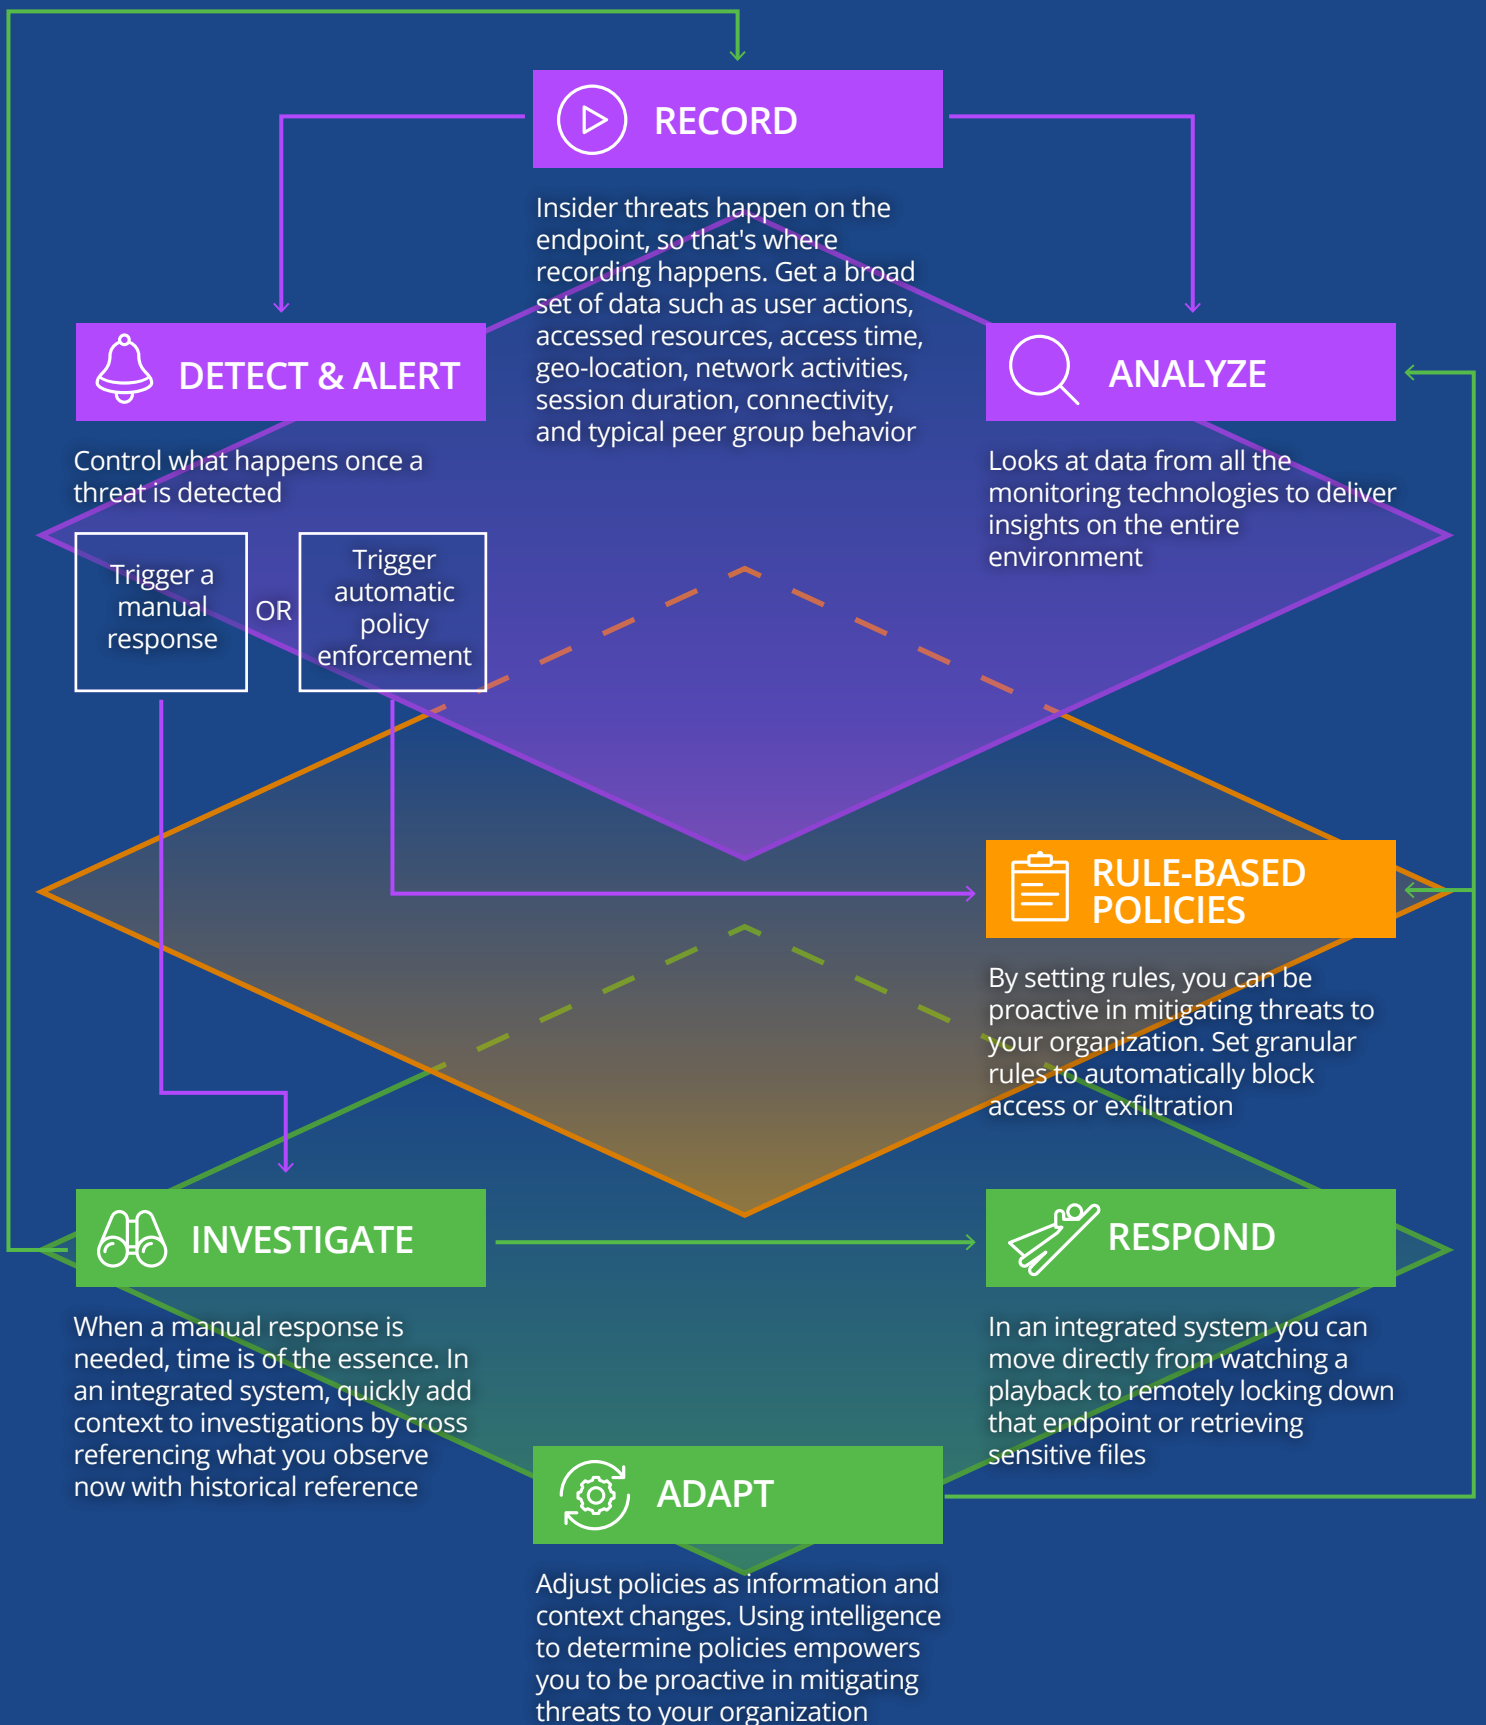 RECORD
Insider threats happen on the
endpoint, so that's where
recording happens. Get a broad
set of data such as user actions,
accessed resources, access time,
geo-location, network activities,
session duration, connectivity,
and typical peer group behavior
DETECT & ALERT
Control what happens once a
threat is detected
Trigger a
manual
response
OR
Trigger
automatic
policy
enforcement
ANALYZE
Looks at data from all the
monitoring technologies to deliver
insights on the entire
environment
RULE-BASED
POLICIES
By setting rules, you can be
proactive in mitigating threats to
your organization. Set granular
rules to automatically block
access or exfiltration
INVESTIGATE
When a manual response is
needed, time is of the essence. In
an integrated system, quickly add
context to investigations by cross
referencing what you observe
now with historical reference
RESPOND
In an integrated system you can
move directly from watching a
playback to remotely locking down
that endpoint or retrieving
sensitive files
ADAPT
Adjust policies as information and
context changes. Using intelligence
to determine policies empowers
you to be proactive in mitigating
threats to your organization